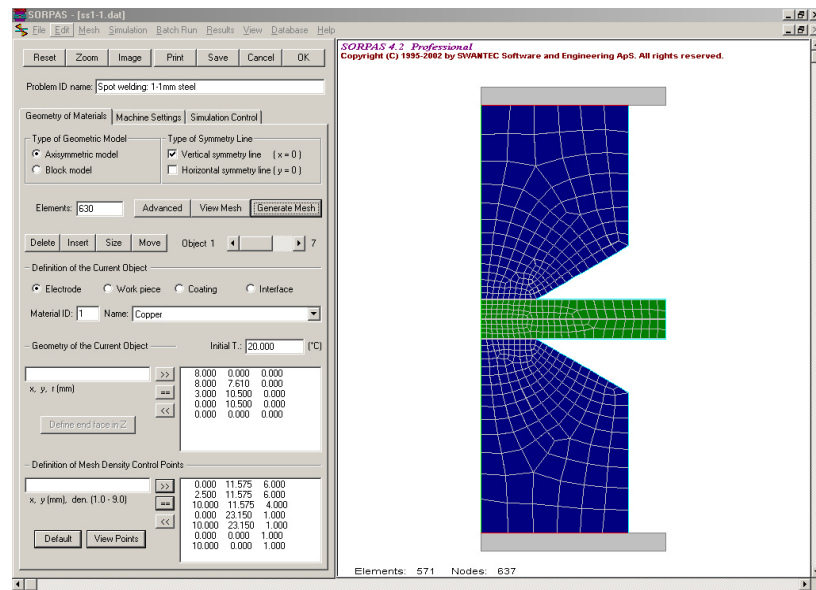 SORPAS - [ss1-1.dat]
File Edit Mesh Simulation Batch Run Results View Database Help
Reset Zoom Image Print Save Cancel OK
Problem ID name: Spot welding: 1-1mm steel
Geometry of Materials Machine Settings Simulation Control
Type of Geometric Model Type of Symmetry Line
Axisymmetric model Vertical symmetry line ( x = 0 )
Block model Horizontal symmetry line ( y = 0 )
Elements: 630 Advanced View Mesh Generate Mesh
Delete Insert Size Move Object 1 7
Definition of the Current Object
Electrode Work piece Coating Interface
Material ID: 1 Name: Copper
Geometry of the Current Object Initial T.: 20.000 (°C)
>> 8.000 0.000 0.000
x, y, r (mm) == 8.000 7.610 0.000
<< 3.000 10.500 0.000
0.000 10.500 0.000
Define end face in Z 0.000 0.000 0.000
Definition of Mesh Density Control Points
>> 0.000 11.575 6.000
x, y (mm), den. (1.0 - 9.0) == 2.500 11.575 6.000
<< 10.000 11.575 4.000
0.000 23.150 1.000
10.000 23.150 1.000
Default View Points 0.000 0.000 1.000
10.000 0.000 1.000
SORPAS 4.2 Professional
Copyright (C) 1995-2002 by SWANTEC Software and Engineering ApS. All rights reserved.
Elements: 571 Nodes: 637